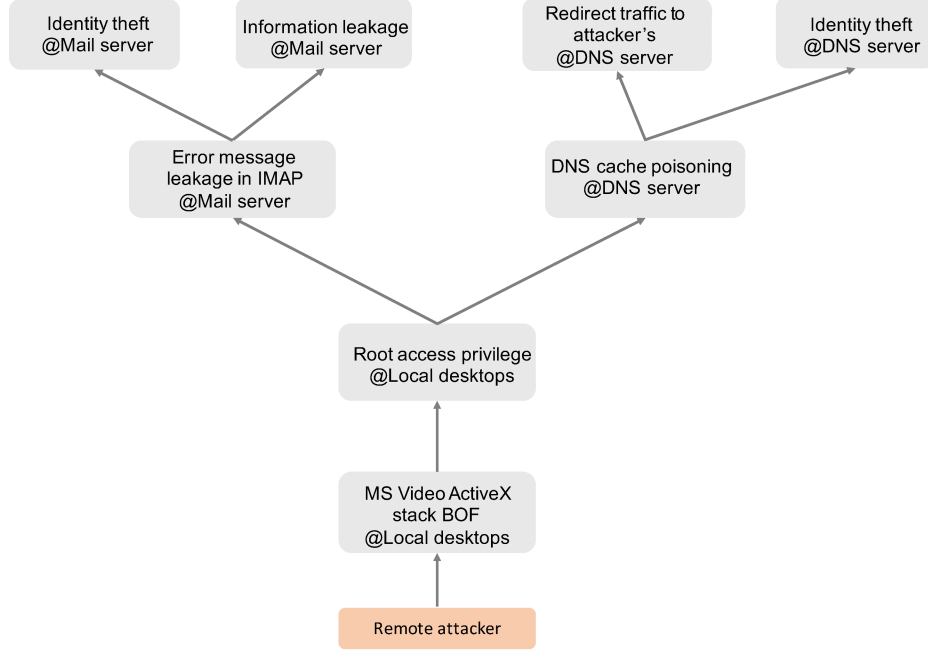 Identity theft
@Mail server
Information leakage
@Mail server
Redirect traffic to
attacker's
@DNS server
Identity theft
@DNS server
Error message
leakage in IMAP
@Mail server
DNS cache poisoning
@DNS server
Root access privilege
@Local desktops
MS Video ActiveX
stack BOF
@Local desktops
Remote attacker